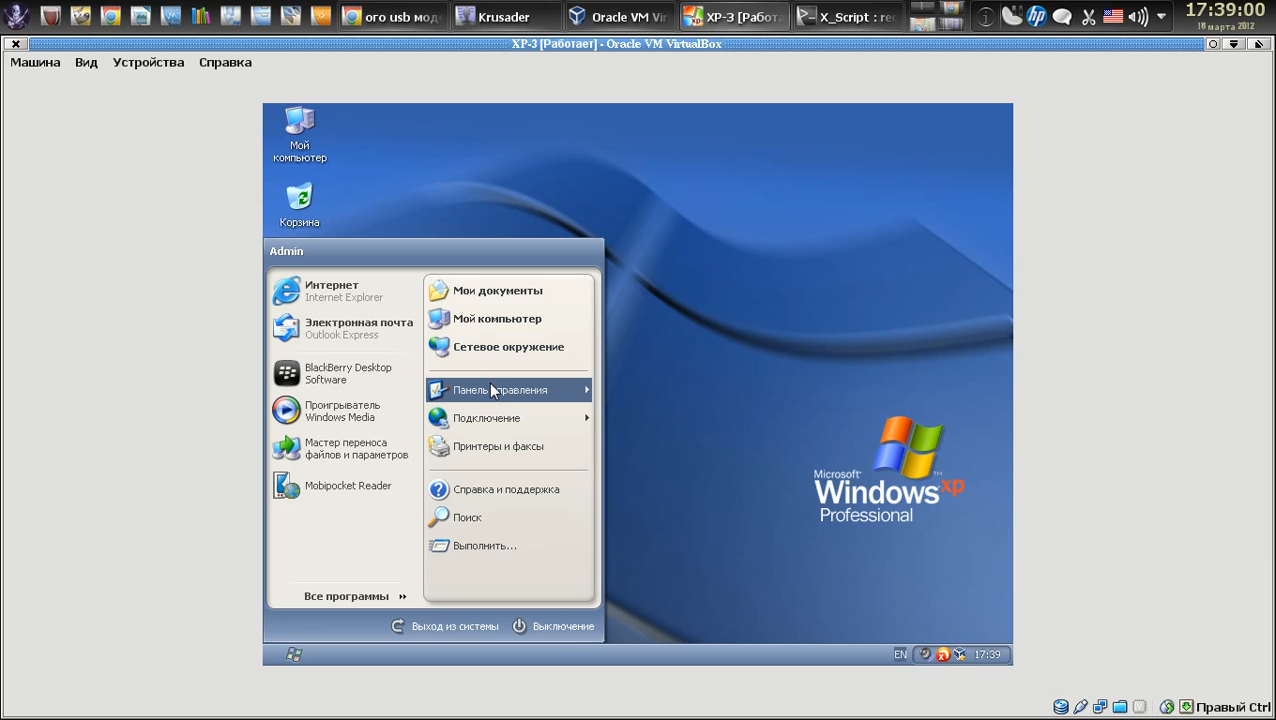 ого usb мод
Krusader
Oracle VM Vir
XP-3 [Работ
X_Script : re
17:39:00
16 марта 2012
XP-3 [Работает] - Oracle VM VirtualBox
Машина Вид Устройства Справка
Мой компьютер
Корзина
Admin
Интернет
Internet Explorer
Электронная почта
Outlook Express
BlackBerry Desktop
Software
Проигрыватель
Windows Media
Мастер переноса
файлов и параметров
Mobipocket Reader
Все программы
Мои документы
Мой компьютер
Сетевое окружение
Панель управления
Подключение
Принтеры и факсы
Справка и поддержка
Поиск
Выполнить...
Выход из системы
Выключение
Microsoft
Windows xp
Professional
EN
17:39
Правый Ctrl